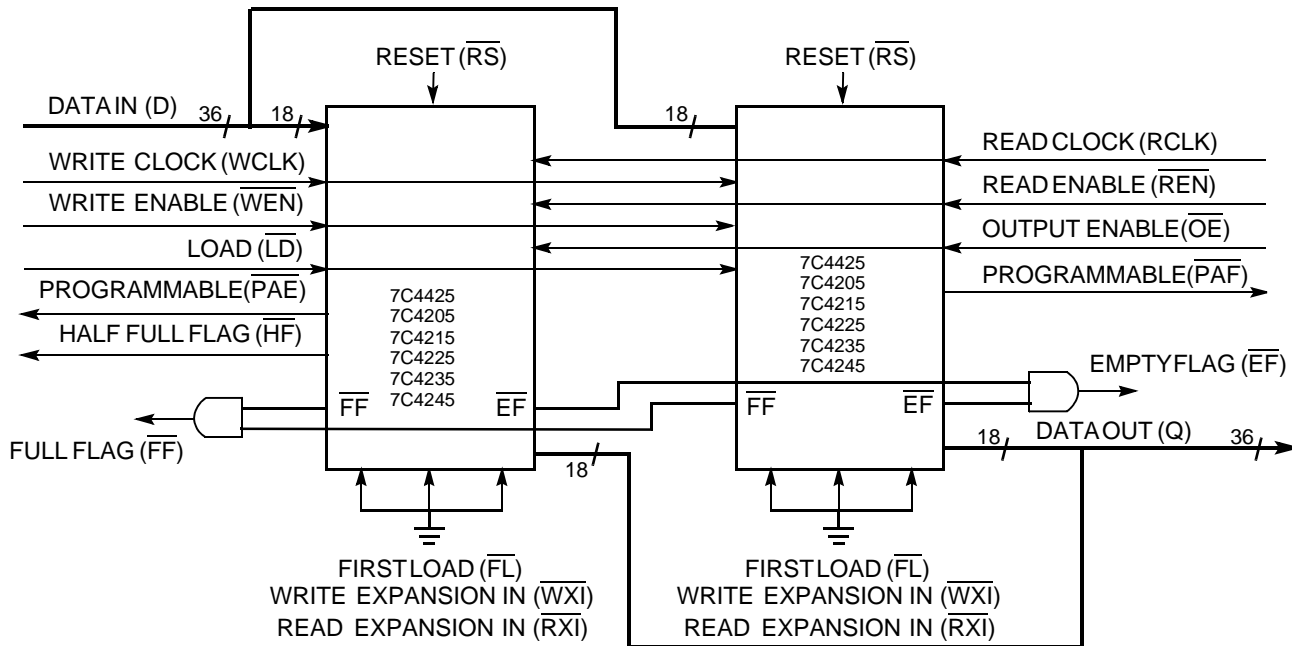 RESET (RS)
RESET (RS)
DATA IN (D)
36
18
18
READ CLOCK (RCLK)
WRITE CLOCK (WCLK)
READ ENABLE (REN)
WRITE ENABLE (WEN)
OUTPUT ENABLE (OE)
LOAD (LD)
PROGRAMMABLE (PAE)
PROGRAMMABLE (PAF)
HALF FULL FLAG (HF)
7C4425
7C4205
7C4215
7C4225
7C4235
7C4245
7C4425
7C4205
7C4215
7C4225
7C4235
7C4245
EMPTY FLAG (EF)
FF
EF
FF
EF
FULL FLAG (FF)
18
18
DATA OUT (Q)
36
FIRST LOAD (FL)
WRITE EXPANSION IN (WXI)
READ EXPANSION IN (RXI)
FIRST LOAD (FL)
WRITE EXPANSION IN (WXI)
READ EXPANSION IN (RXI)